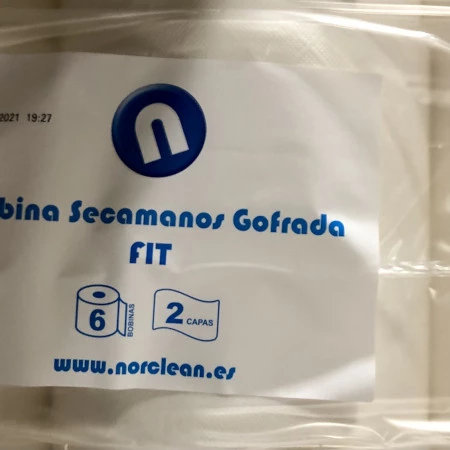 2021 19:27
n
bina Secamanos Gofrada
FIT
6 BOBINAS
2 CAPAS
www.norclean.es